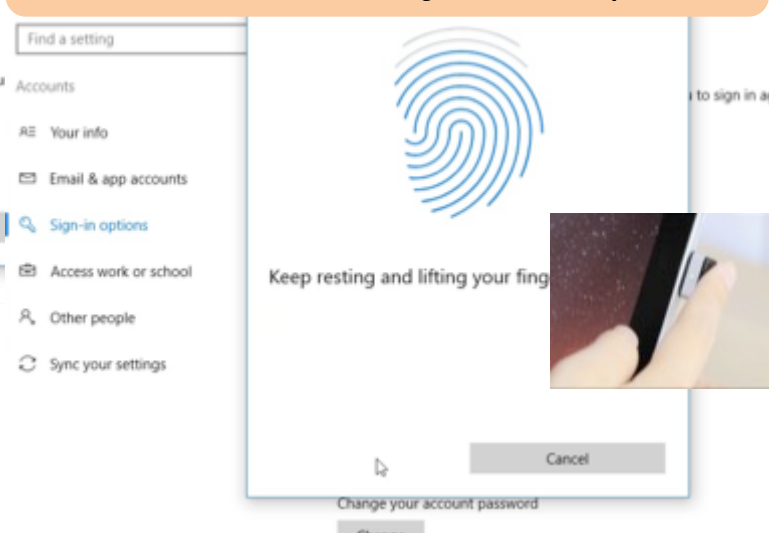 Find a setting
Accounts
to sign in a
Your info
Email & app accounts
Sign-in options
Access work or school
Keep resting and lifting your fing
Other people
Sync your settings
Cancel
Change your account password